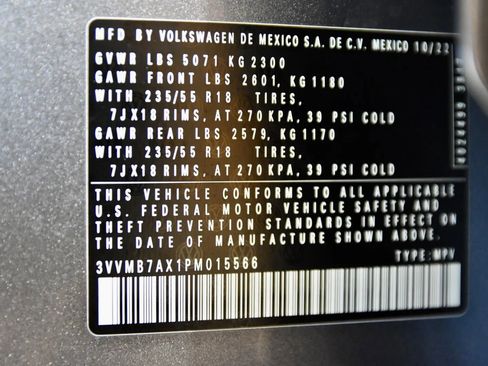 MFD BY VOLKSWAGEN DE MEXICO S.A. DE C.V. MEXICO 10/22
GVWR LBS 5071 KG 2300
GAWR FRONT LBS 2601, KG 1180
WITH 235/55 R18 TIRES,
7JX18 RIMS, AT 270 KPA, 39 PSI COLD
GAWR REAR LBS 2579, KG 1170
WITH 235/55 R18 TIRES,
7JX18 RIMS, AT 270 KPA, 39 PSI COLD
THIS VEHICLE CONFORMS TO ALL APPLICABLE
U.S. FEDERAL MOTOR VEHICLE SAFETY AND
THEFT PREVENTION STANDARDS IN EFFECT ON
THE DATE OF MANUFACTURE SHOWN ABOVE.
3VVMB7AX1PM015566 TYPE: MPV